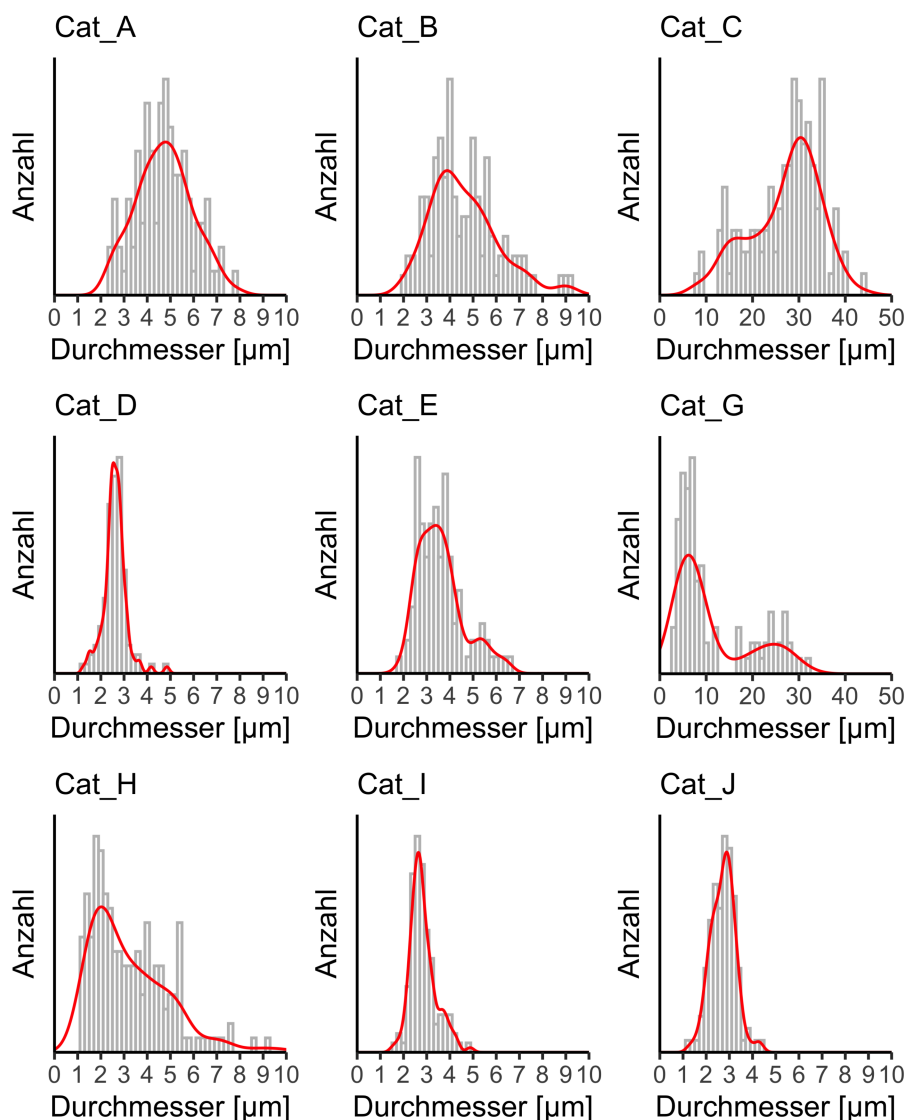 Cat_A
Anzahl
0 1 2 3 4 5 6 7 8 9 10
Durchmesser [µm]
Cat_B
Anzahl
0 1 2 3 4 5 6 7 8 9 10
Durchmesser [µm]
Cat_C
Anzahl
0 10 20 30 40 50
Durchmesser [µm]
Cat_D
Anzahl
0 1 2 3 4 5 6 7 8 9 10
Durchmesser [µm]
Cat_E
Anzahl
0 1 2 3 4 5 6 7 8 9 10
Durchmesser [µm]
Cat_G
Anzahl
0 10 20 30 40 50
Durchmesser [µm]
Cat_H
Anzahl
0 1 2 3 4 5 6 7 8 9 10
Durchmesser [µm]
Cat_I
Anzahl
0 1 2 3 4 5 6 7 8 9 10
Durchmesser [µm]
Cat_J
Anzahl
0 1 2 3 4 5 6 7 8 9 10
Durchmesser [µm]